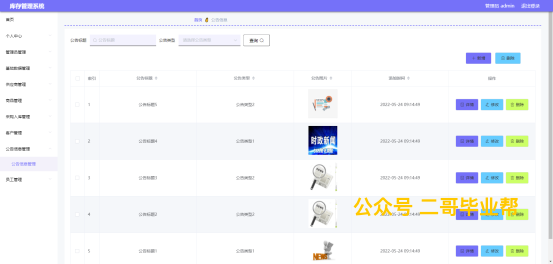 库存管理系统
管理员 admin 退出登录
首页
首页 公告信息
个人中心
公告标题 公告标题 公告类型 请选择公告类型 查询
管理员管理
新增 删除
基础数据管理
供应商管理
索引 公告标题 公告类型 公告图片 添加时间 操作
采购入库管理
1 公告标题5 公告类型2 2022-05-24 09:14:49 详情 修改 删除
客户管理
2 公告标题4 公告类型1 2022-05-24 09:14:49 详情 修改 删除
时政新闻
公告信息管理
公告信息管理
3 公告标题3 公告类型1 2022-05-24 09:14:49 详情 修改 删除
员工管理
4 公告标题2 公告类型2 2022-05-24 09:14:49 详情 修改 删除
公众号 二哥毕业帮
5 公告标题1 公告类型1 2022-05-24 09:14:49 详情 修改 删除
NEWS